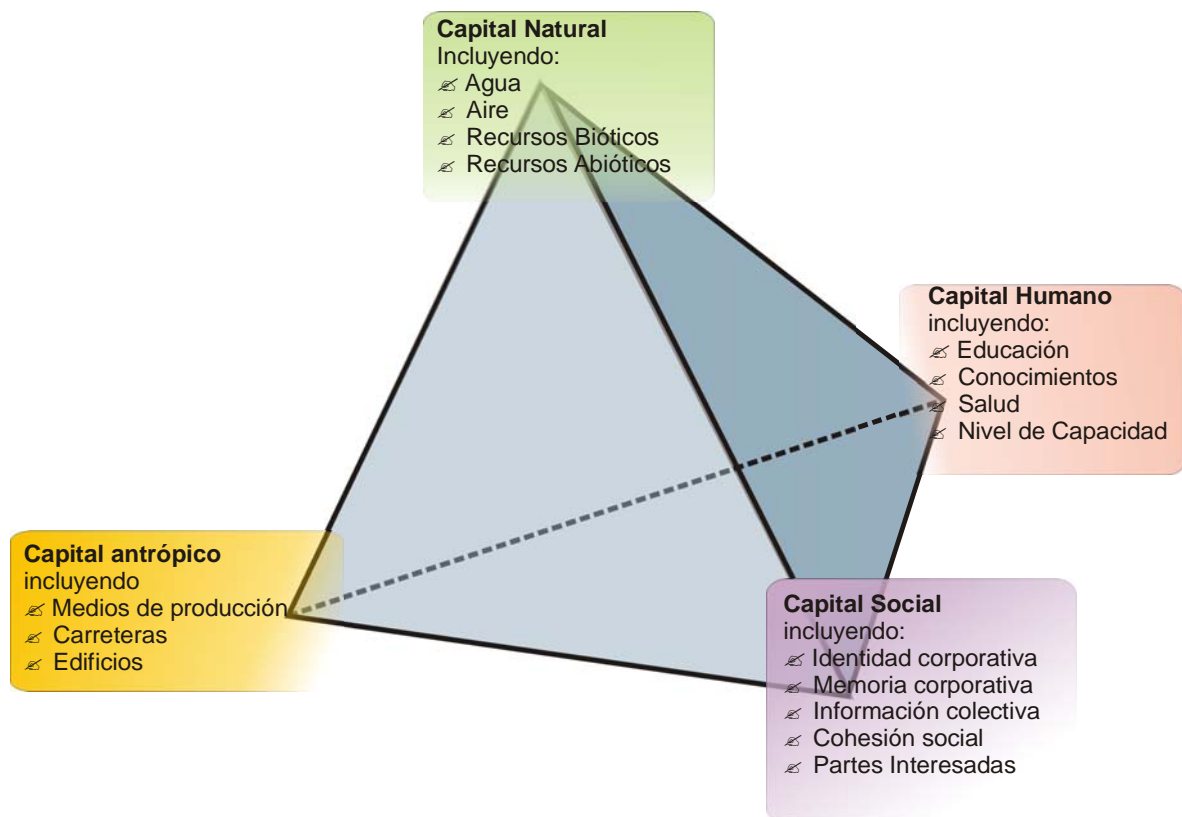 Capital Natural
Incluyendo:
✍ Agua
✍ Aire
✍ Recursos Bióticos
✍ Recursos Abióticos
Capital Humano
incluyendo:
✍ Educación
✍ Conocimientos
✍ Salud
✍ Nivel de Capacidad
Capital antrópico
incluyendo
✍ Medios de producción
✍ Carreteras
✍ Edificios
Capital Social
incluyendo:
✍ Identidad corporativa
✍ Memoria corporativa
✍ Información colectiva
✍ Cohesión social
✍ Partes Interesadas